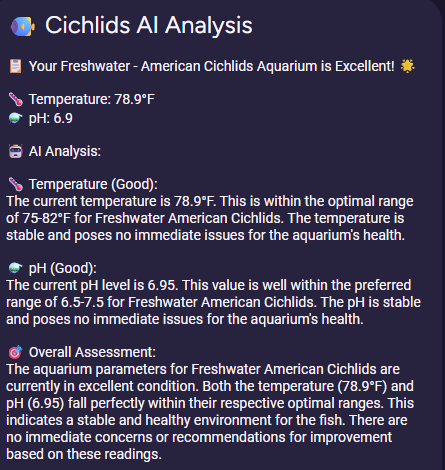 Cichlids AI Analysis
Your Freshwater - American Cichlids Aquarium is Excellent!
Temperature: 78.9°F
pH: 6.9
AI Analysis:
Temperature (Good):
The current temperature is 78.9°F. This is within the optimal range
of 75-82°F for Freshwater American Cichlids. The temperature is
stable and poses no immediate issues for the aquarium's health.
pH (Good):
The current pH level is 6.95. This value is well within the preferred
range of 6.5-7.5 for Freshwater American Cichlids. The pH is stable
and poses no immediate issues for the aquarium's health.
Overall Assessment:
The aquarium parameters for Freshwater American Cichlids are
currently in excellent condition. Both the temperature (78.9°F) and
pH (6.95) fall perfectly within their respective optimal ranges. This
indicates a stable and healthy environment for the fish. There are
no immediate concerns or recommendations for improvement
based on these readings.